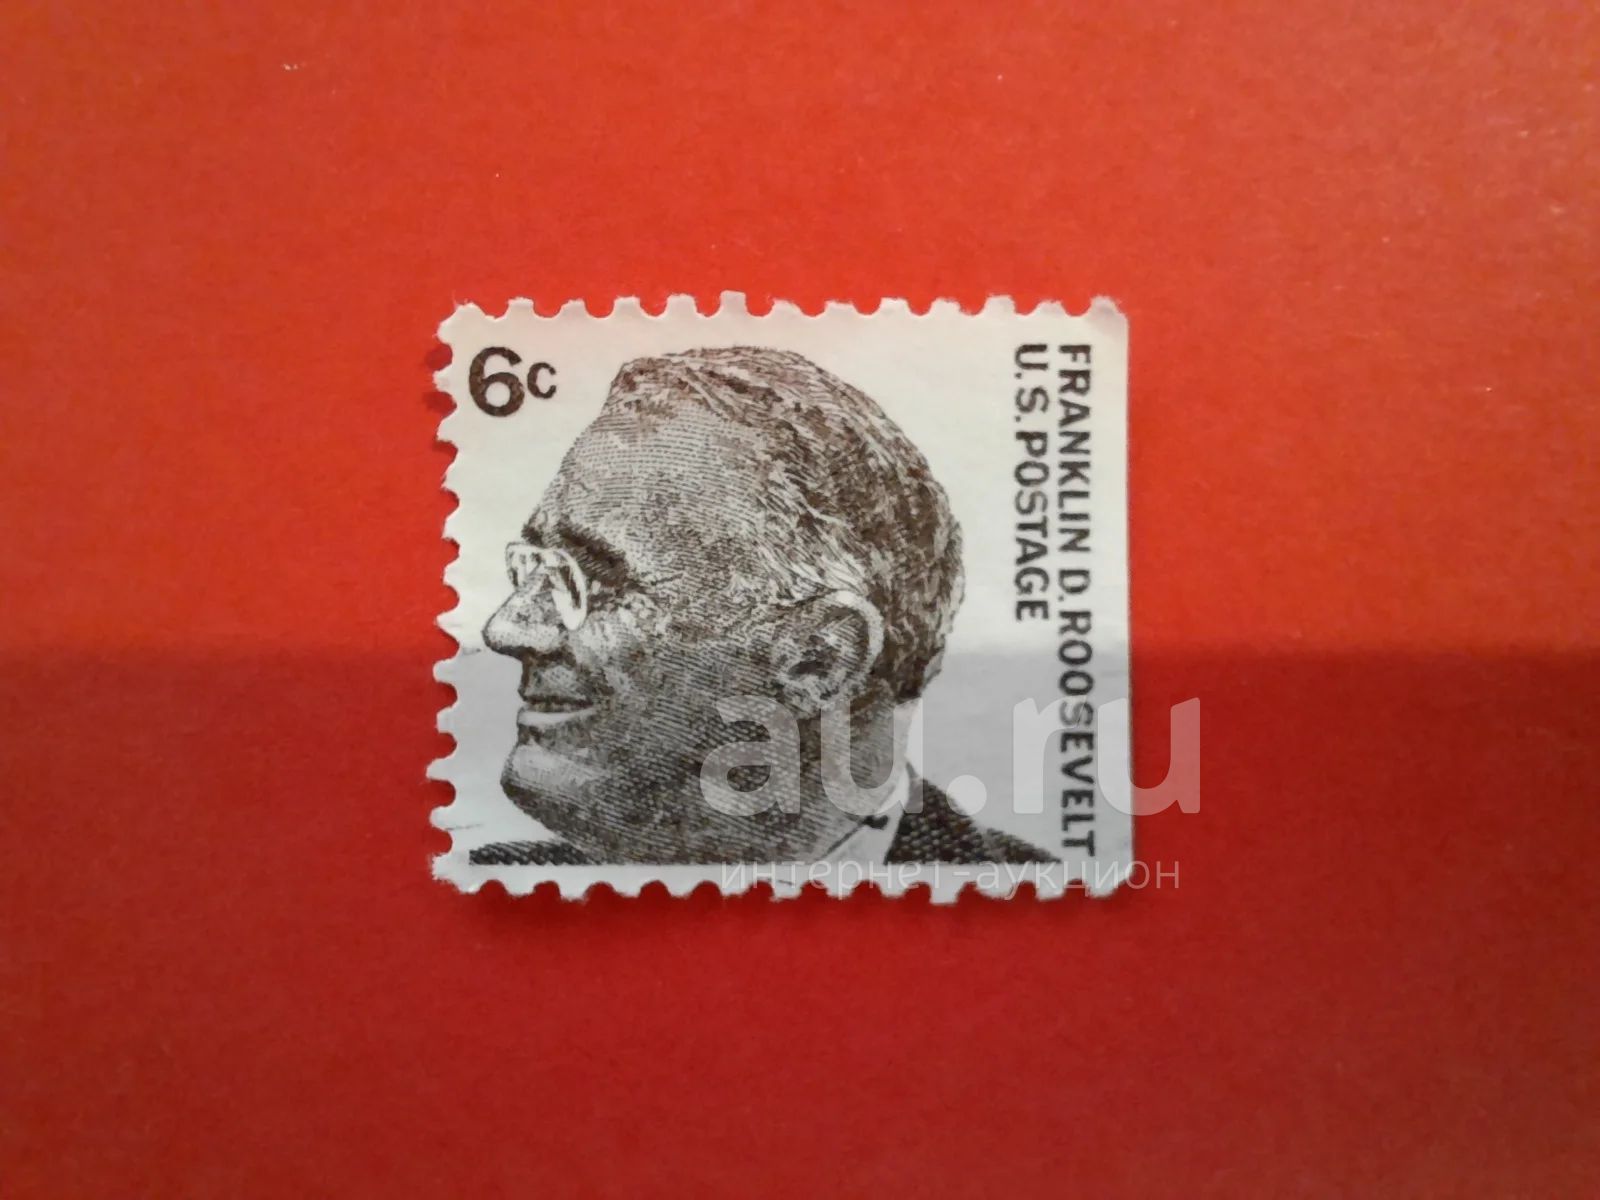 6c
FRANKLIN D. ROOSEVELT
U.S. POSTAGE
au.ru
интернет-аукцион